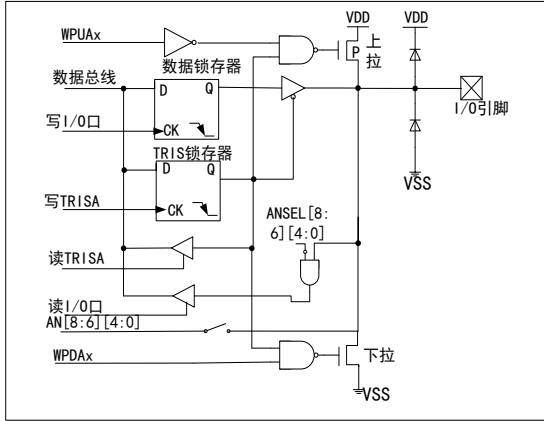 VDD
VDD
WPUAx
P
上
拉
数据锁存器
数据总线
D
Q
I/O引脚
写I/O口
CK
TRIS锁存器
D
Q
VSS
写TRISA
CK
ANSEL[8:
6][4:0]
读TRISA
读I/O口
AN[8:6][4:0]
WPDAx
下拉
VSS